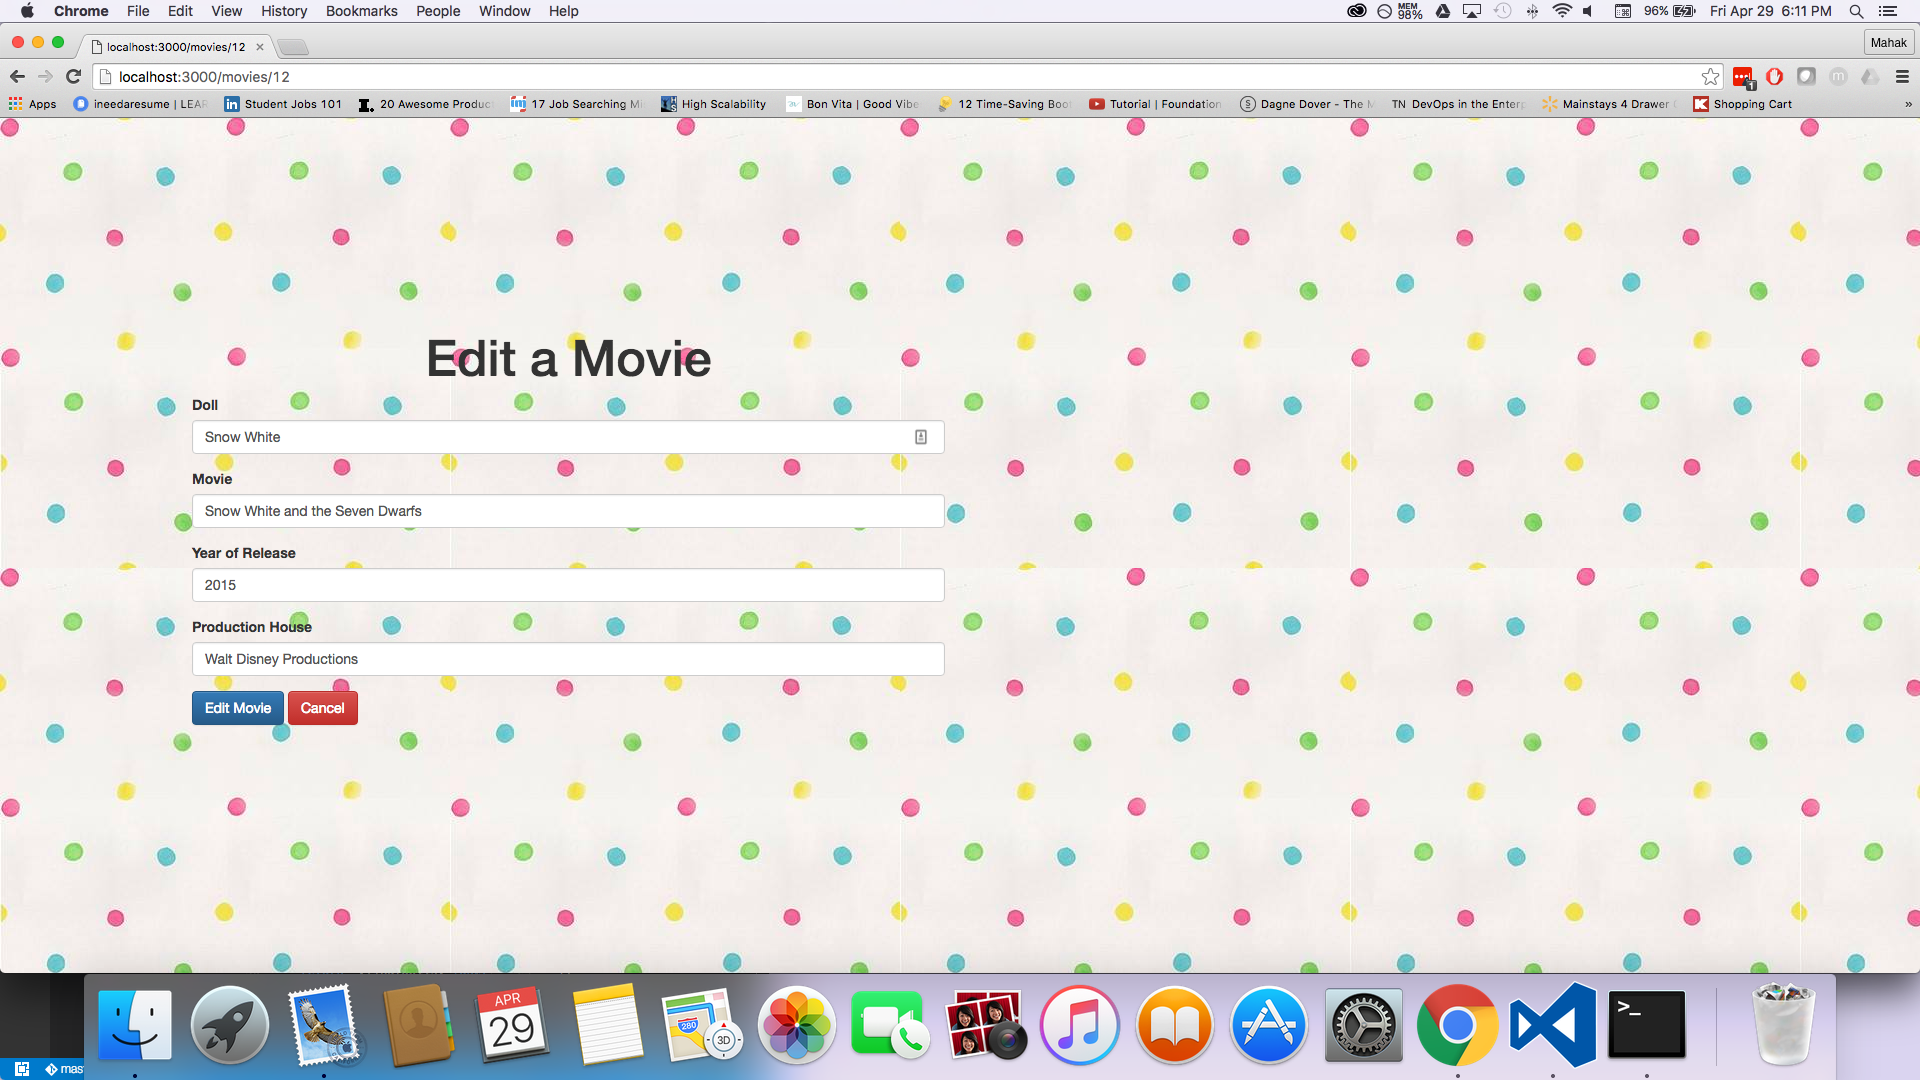 Chrome File Edit View History Bookmarks People Window Help MEM 98% 96% Fri Apr 29 6:11 PM
localhost:3000/movies/12 Mahak
localhost:3000/movies/12
Apps ineedaresume | LEAR Student Jobs 101 20 Awesome Produc 17 Job Searching Mi High Scalability Bon Vita | Good Vibe 12 Time-Saving Boot Tutorial | Foundation Dagne Dover - The M TN DevOps in the Enterp Mainstays 4 Drawer Shopping Cart »
Edit a Movie
Doll
Snow White
Movie
Snow White and the Seven Dwarfs
Year of Release
2015
Production House
Walt Disney Productions
Edit Movie Cancel
APR
29
280
3D
>_
mas